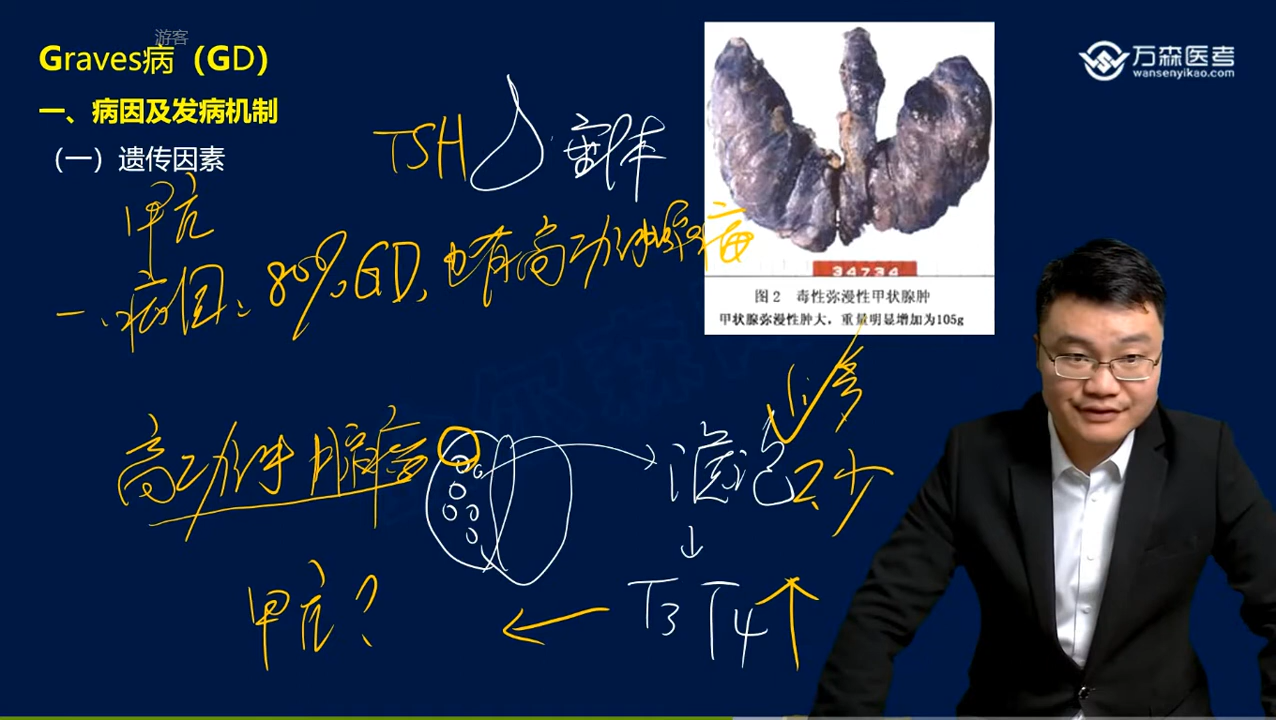 游客
Graves病（GD）
万森医考
wansenyikao.com
一、病因及发病机制
（一）遗传因素
TSH 垂体
甲亢
一、病因：80%GD，也有高功能腺瘤
34734
图2 毒性弥漫性甲状腺肿
甲状腺弥漫性肿大，重量明显增加为105g
高功能腺瘤
滤泡
少
甲亢？
T3 T4↑